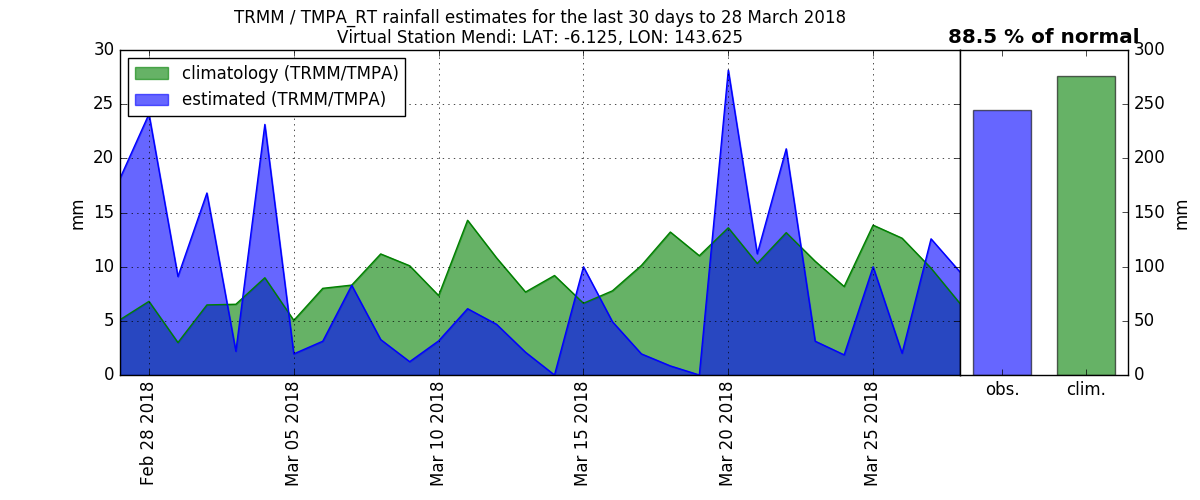 TRMM / TMPA_RT rainfall estimates for the last 30 days to 28 March 2018
Virtual Station Mendi: LAT: -6.125, LON: 143.625
88.5 % of normal
climatology (TRMM/TMPA)
estimated (TRMM/TMPA)
30
25
20
15
10
5
0
mm
Feb 28 2018
Mar 05 2018
Mar 10 2018
Mar 15 2018
Mar 20 2018
Mar 25 2018
obs.
clim.
300
250
200
150
100
50
0
mm